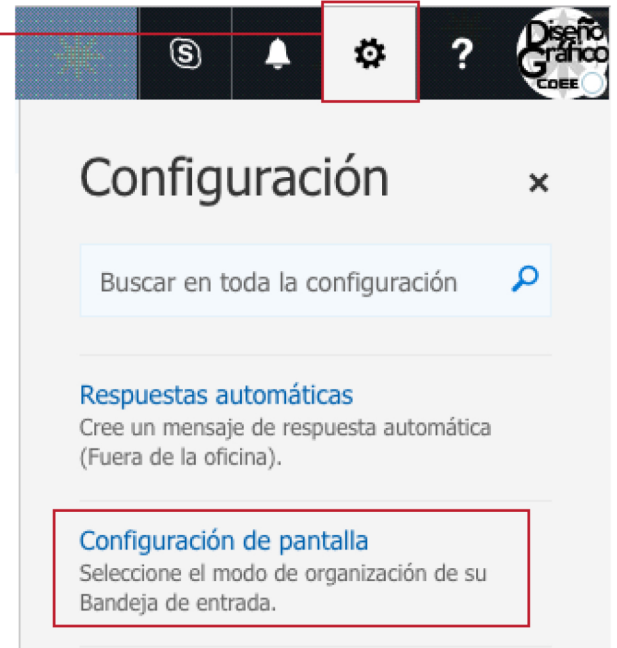 ?
Diseño
Gráfico
CDEE
Configuración
×
Buscar en toda la configuración
Respuestas automáticas
Cree un mensaje de respuesta automática
(Fuera de la oficina).
Configuración de pantalla
Seleccione el modo de organización de su
Bandeja de entrada.